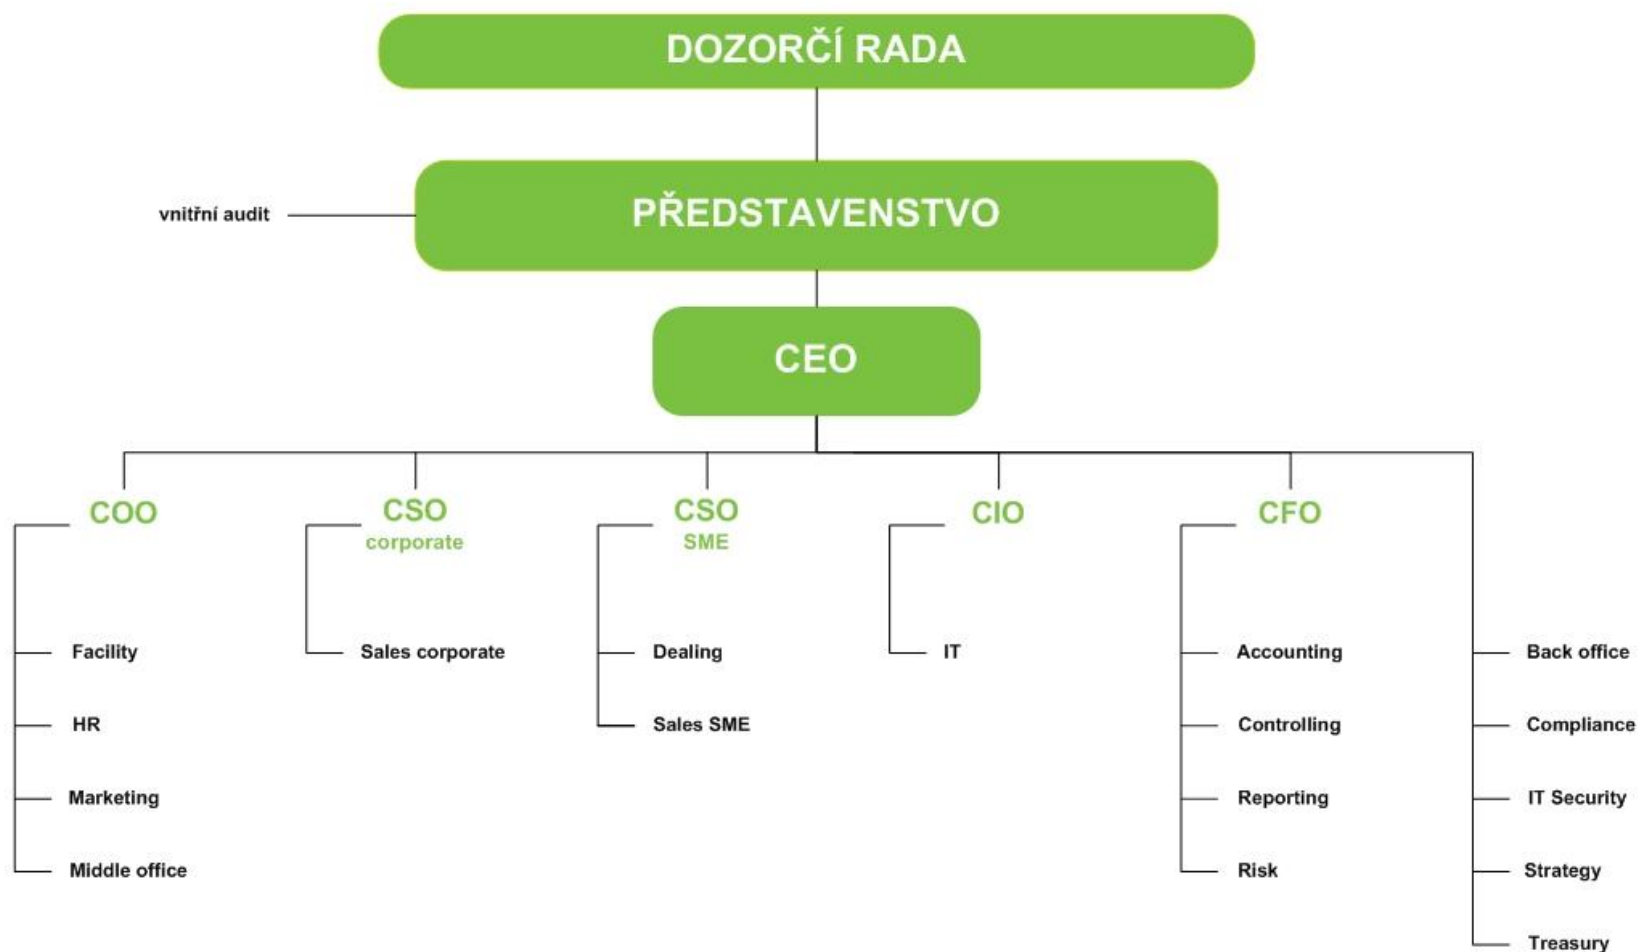 DOZORČÍ RADA
vnitřní audit
PŘEDSTAVENSTVO
CEO
COO
CSO
corporate
CSO
SME
CIO
CFO
Facility
HR
Marketing
Middle office
Sales corporate
Dealing
Sales SME
IT
Accounting
Controlling
Reporting
Risk
Back office
Compliance
IT Security
Strategy
Treasury